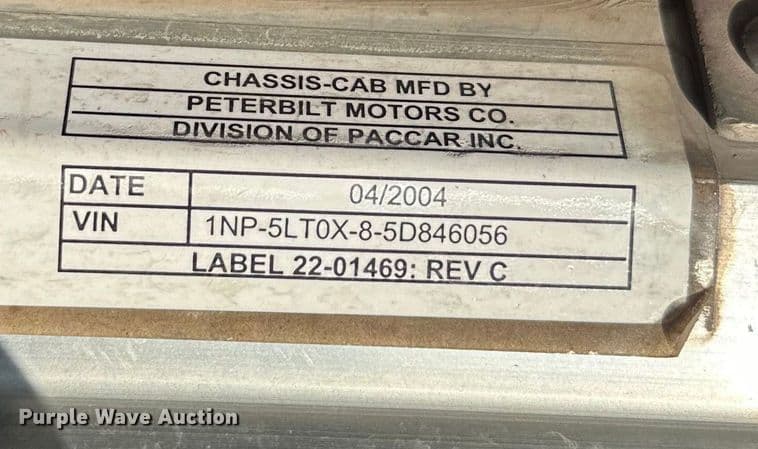 CHASSIS-CAB MFD BY
PETERBILT MOTORS CO.
DIVISION OF PACCAR INC.
DATE 04/2004
VIN 1NP-5LT0X-8-5D846056
LABEL 22-01469: REV C
Purple Wave Auction